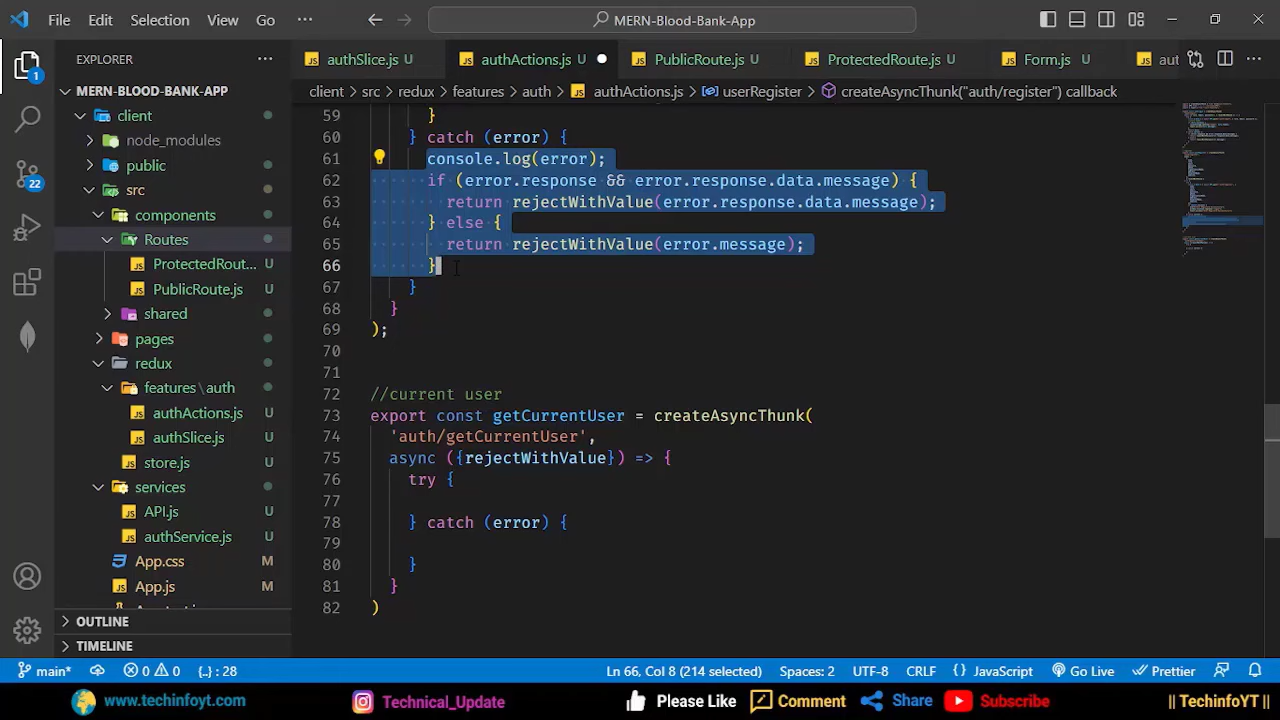 File Edit Selection View Go ··· MERN-Blood-Bank-App
EXPLORER ···
authSlice.js U
authActions.js U
PublicRoute.js U
ProtectedRoute.js U
Form.js U
aut
client > src > redux > features > auth > authActions.js > userRegister > createAsyncThunk("auth/register") callback
1
22
MERN-BLOOD-BANK-APP
client
node_modules
public
src
components
Routes
ProtectedRout... U
PublicRoute.js U
shared
pages
redux
features\auth
authActions.js U
authSlice.js U
store.js U
services
API.js U
authService.js U
App.css M
App.js M
OUTLINE
TIMELINE
59 }
60 } catch (error) {
61 console.log(error);
62 if (error.response && error.response.data.message) {
63 return rejectWithValue(error.response.data.message);
64 } else {
65 return rejectWithValue(error.message);
66 }
67 }
68 }
69 );
70
71
72 //current user
73 export const getCurrentUser = createAsyncThunk(
74 'auth/getCurrentUser',
75 async ({rejectWithValue}) => {
76 try {
77
78 } catch (error) {
79
80 }
81 }
82 )
main* 0 0 {..} : 28 Ln 66, Col 8 (214 selected) Spaces: 2 UTF-8 CRLF {} JavaScript Go Live Prettier
www.techinfoyt.com Technical_Update Please Like Comment Share Subscribe || TechinfoYT ||